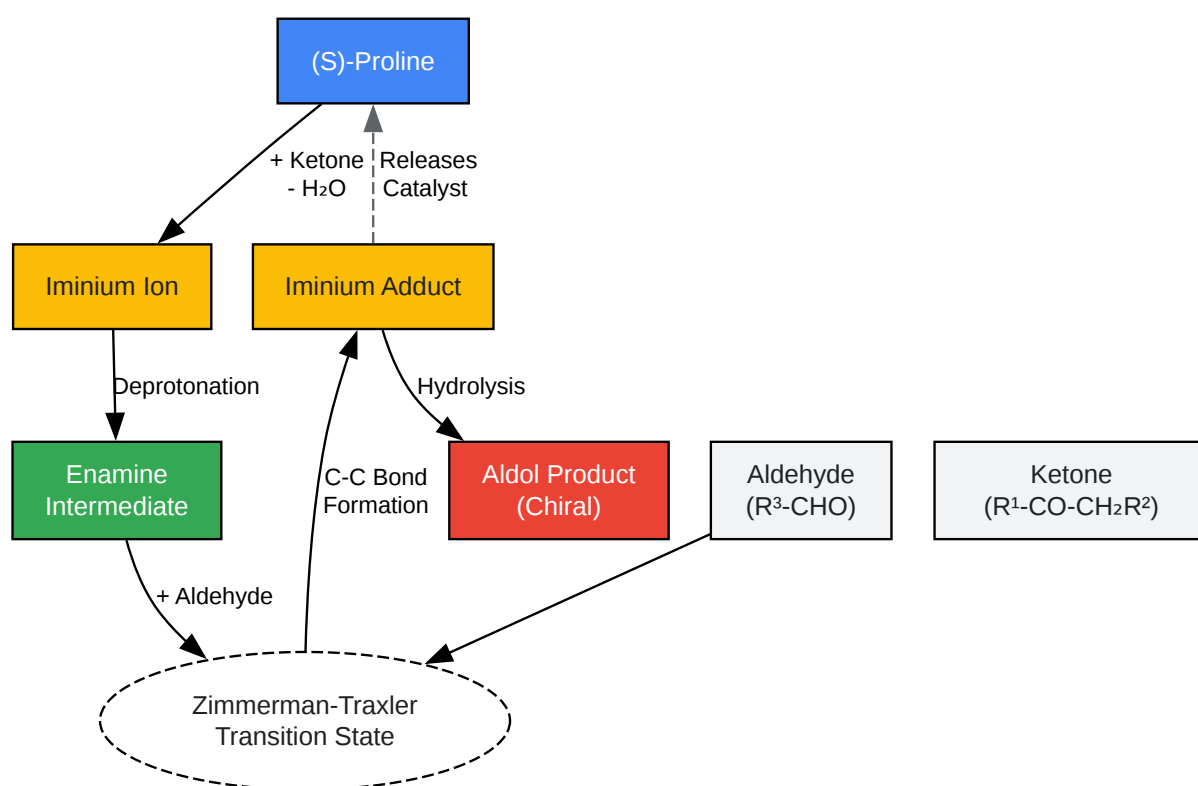 (S)-Proline
+ Ketone
- H₂O
Releases
Catalyst
Iminium Ion
Iminium Adduct
Deprotonation
Hydrolysis
Enamine
Intermediate
C-C Bond
Formation
Aldol Product
(Chiral)
Aldehyde
(R³-CHO)
Ketone
(R¹-CO-CH₂R²)
+ Aldehyde
Zimmerman-Traxler
Transition State